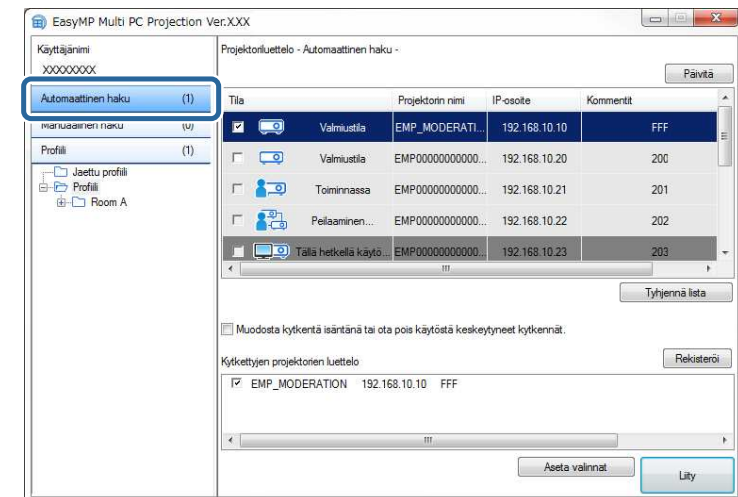 EasyMP Multi PC Projection Ver.X.XX
Käyttäjänimi
XXXXXXXX
Automaattinen haku (1)
Manuaalinen haku (0)
Profiili (1)
Jaettu profiili
Profiili
Room A
Projektoriluettelo - Automaattinen haku -
Päivitä
Tila Projektorin nimi IP-osoite Kommentit
Valmiustila EMP_MODERATI... 192.168.10.10 FFF
Valmiustila EMP00000000000... 192.168.10.20 200
Toiminnassa EMP00000000000... 192.168.10.21 201
Peilaaminen... EMP00000000000... 192.168.10.22 202
Tällä hetkellä käytö... EMP00000000000... 192.168.10.23 203
Tyhjennä lista
Muodosta kytkentä isäntänä tai ota pois käytöstä keskeytyneet kytkennät.
Kytkettyjen projektorien luettelo
Rekisteröi
EMP_MODERATION 192.168.10.10 FFF
Aseta valinnat
Liity